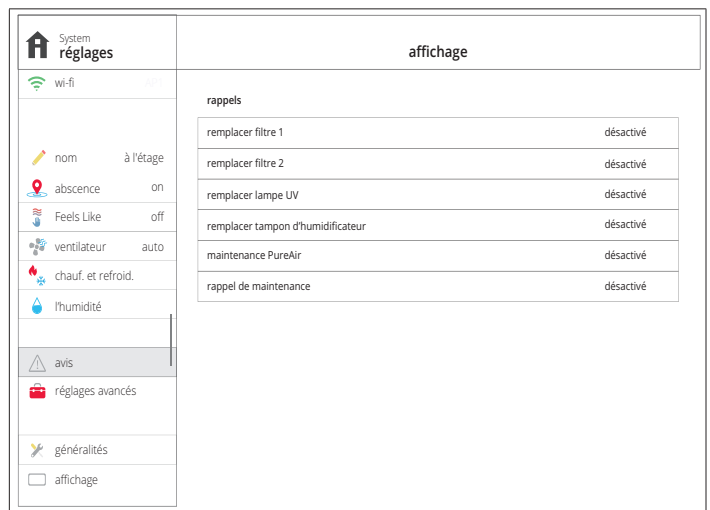 System
réglages
affichage
wi-fi
nom à l'étage
abscence on
Feels Like off
ventilateur auto
chauf. et refroid.
l'humidité
avis
réglages avancés
généralités
affichage
rappels
remplacer filtre 1 désactivé
remplacer filtre 2 désactivé
remplacer lampe UV désactivé
remplacer tampon d'humidificateur désactivé
maintenance PureAir désactivé
rappel de maintenance désactivé